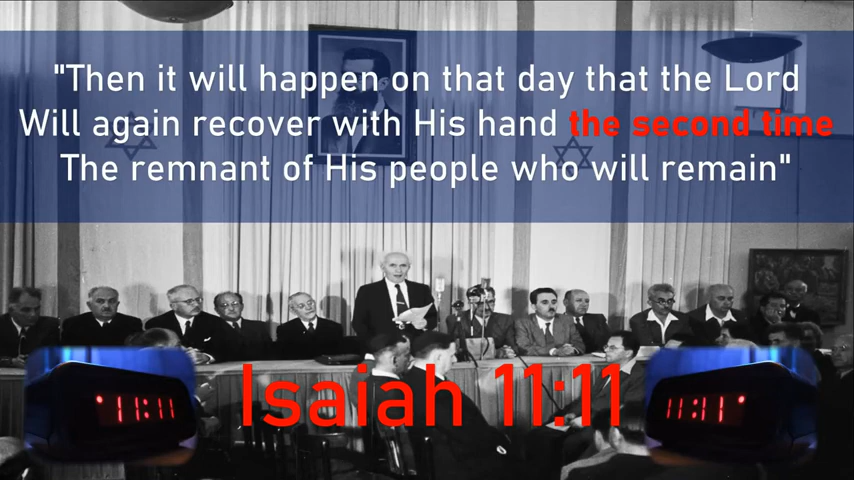 "Then it will happen on that day that the Lord
Will again recover with His hand the second time
The remnant of His people who will remain"
11:11
Isaiah 11:11
11:11